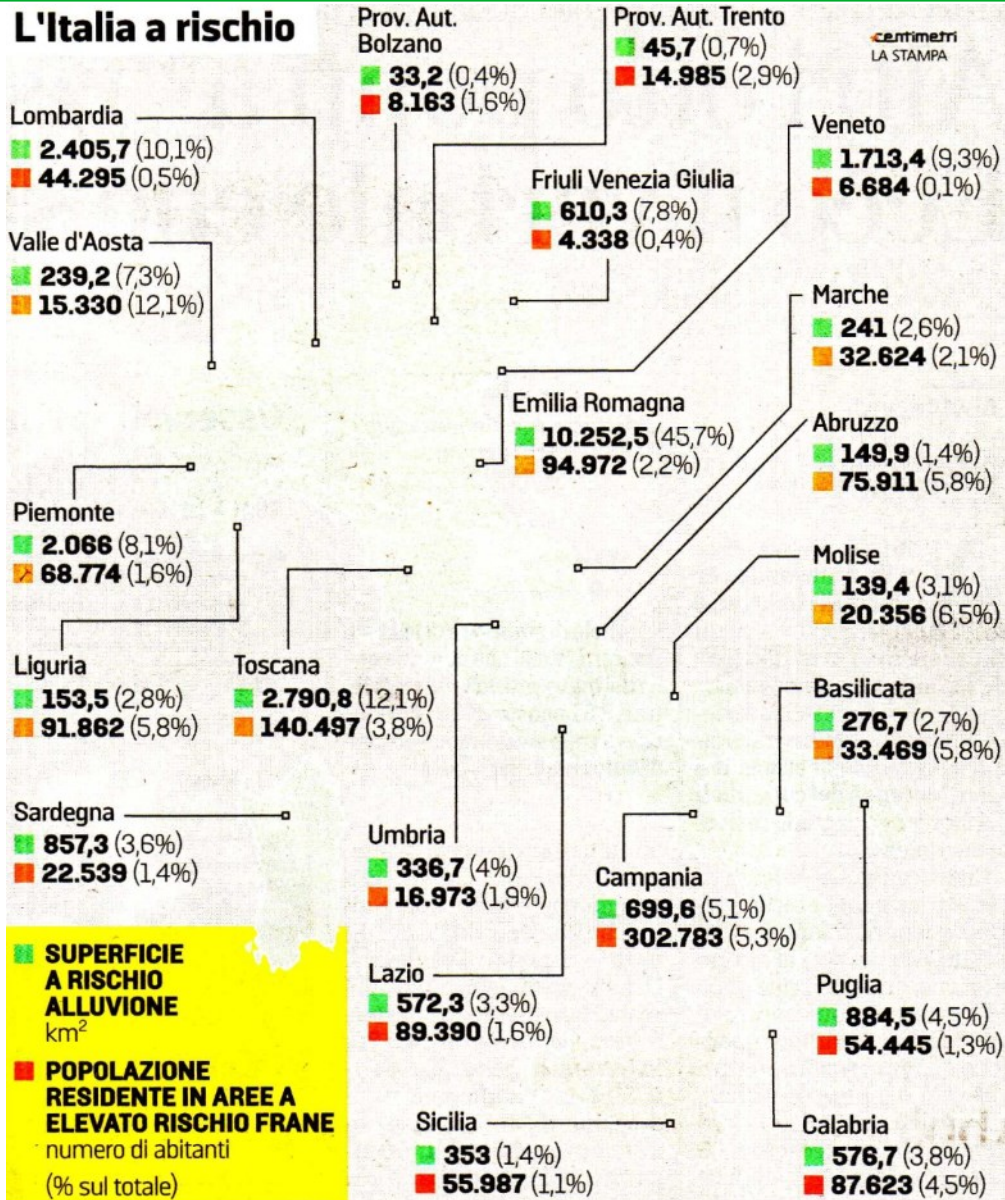 L'Italia a rischio
Prov. Aut.
Bolzano
33,2 (0,4%)
8.163 (1,6%)
Prov. Aut. Trento
45,7 (0,7%)
14.985 (2,9%)
centimetri
LA STAMPA
Lombardia
2.405,7 (10,1%)
44.295 (0,5%)
Veneto
1.713,4 (9,3%)
6.684 (0,1%)
Friuli Venezia Giulia
610,3 (7,8%)
4.338 (0,4%)
Valle d'Aosta
239,2 (7,3%)
15.330 (12,1%)
Marche
241 (2,6%)
32.624 (2,1%)
Emilia Romagna
10.252,5 (45,7%)
94.972 (2,2%)
Abruzzo
149,9 (1,4%)
75.911 (5,8%)
Piemonte
2.066 (8,1%)
68.774 (1,6%)
Molise
139,4 (3,1%)
20.356 (6,5%)
Liguria
153,5 (2,8%)
91.862 (5,8%)
Toscana
2.790,8 (12,1%)
140.497 (3,8%)
Basilicata
276,7 (2,7%)
33.469 (5,8%)
Sardegna
857,3 (3,6%)
22.539 (1,4%)
Umbria
336,7 (4%)
16.973 (1,9%)
Campania
699,6 (5,1%)
302.783 (5,3%)
Lazio
572,3 (3,3%)
89.390 (1,6%)
Puglia
884,5 (4,5%)
54.445 (1,3%)
Sicilia
353 (1,4%)
55.987 (1,1%)
Calabria
576,7 (3,8%)
87.623 (4,5%)
SUPERFICIE
A RISCHIO
ALLUVIONE
km²
POPOLAZIONE
RESIDENTE IN AREE A
ELEVATO RISCHIO FRANE
numero di abitanti
(% sul totale)